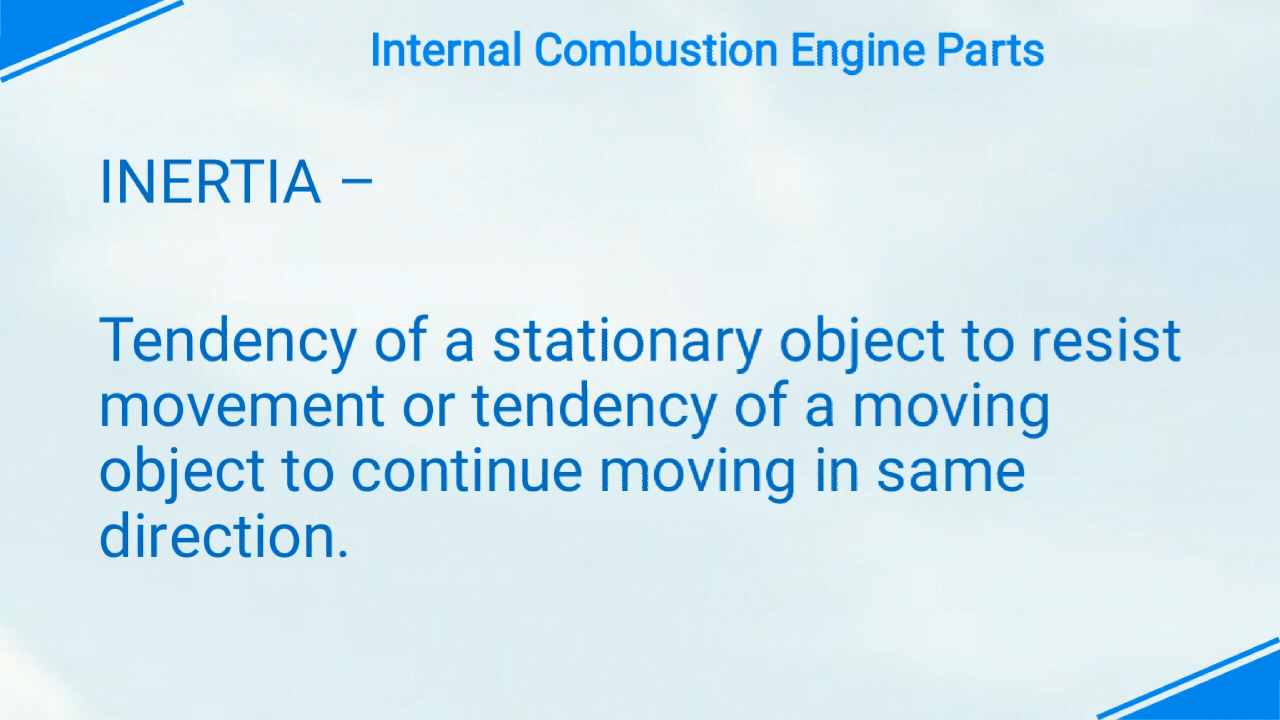 Internal Combustion Engine Parts
INERTIA –
Tendency of a stationary object to resist
movement or tendency of a moving
object to continue moving in same
direction.